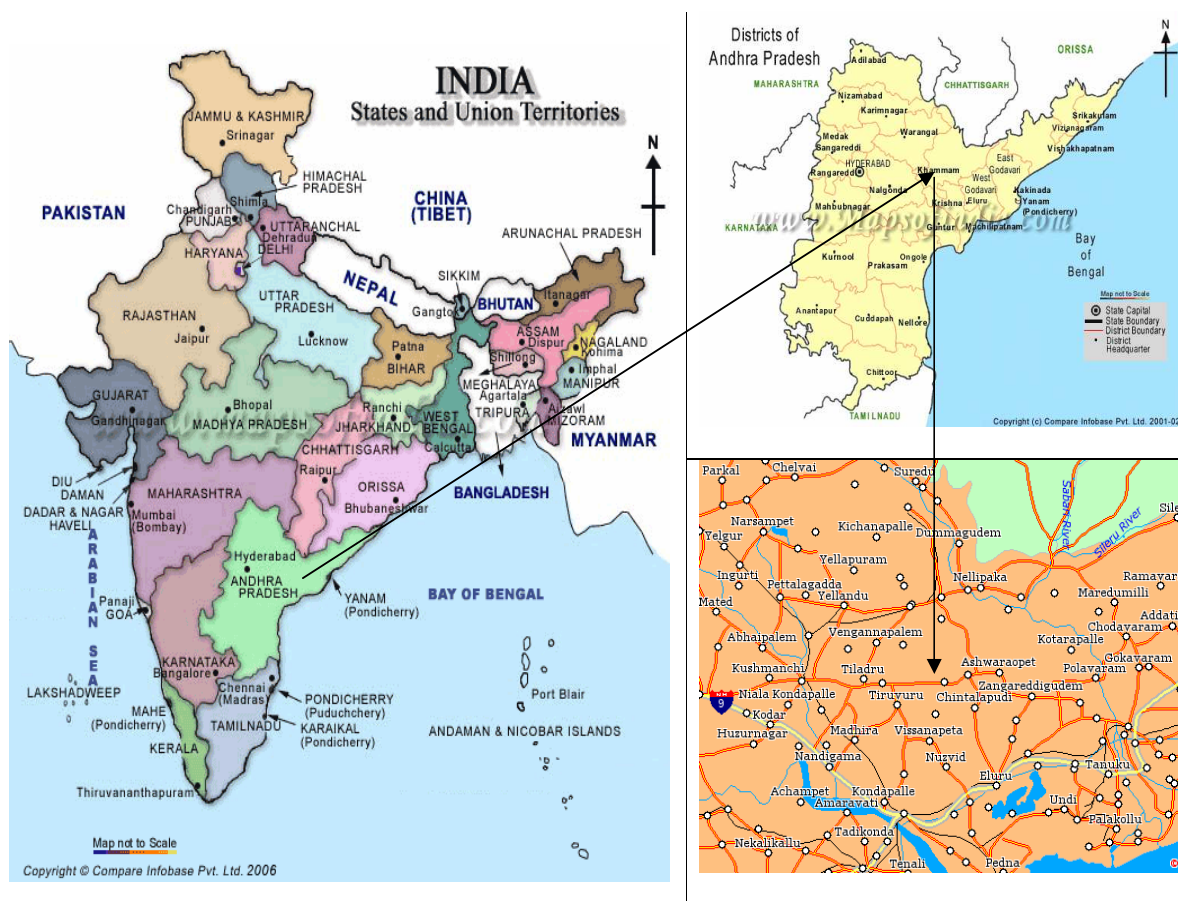 INDIA
States and Union Territories
N
JAMMU & KASHMIR
Srinagar
HIMACHAL
PRADESH
Shimla
CHINA
(TIBET)
PAKISTAN
Chandigarh
PUNJAB
UTTARANCHAL
Dehradun
HARYANA
DELHI
ARUNACHAL PRADESH
SIKKIM
NEPAL
BHUTAN
Itanagar
Gangtok
UTTAR
PRADESH
RAJASTHAN
Jaipur
Lucknow
ASSAM
Dispur
NAGALAND
Kohima
Patna
BIHAR
Shillong
Imphal
MANIPUR
MEGHALAYA
Agartala
TRIPURA
Aizawl
MIZORAM
GUJARAT
Gandhinagar
Bhopal
MADHYA PRADESH
Ranchi
JHARKHAND
WEST
BENGAL
Calcutta
MYANMAR
CHHATTISGARH
Raipur
ORISSA
Bhubaneshwar
BANGLADESH
DIU
DAMAN
DADAR & NAGAR
HAVELI
MAHARASHTRA
Mumbai
(Bombay)
ARABIAN SEA
Hyderabad
ANDHRA
PRADESH
YANAM
(Pondicherry)
BAY OF BENGAL
Panaji
GOA
KARNATAKA
Bangalore
Chennai
(Madras)
PONDICHERRY
(Puduchchery)
LAKSHADWEEP
MAHE
(Pondicherry)
TAMILNADU
KARAIKAL
(Pondicherry)
Port Blair
ANDAMAN & NICOBAR ISLANDS
KERALA
Thiruvananthapuram
Map not to Scale
Copyright © Compare Infobase Pvt. Ltd. 2006
Districts of
Andhra Pradesh
N
ORISSA
MAHARASHTRA
CHHATISGARH
Adilabad
Nizamabad
Karimnagar
Warangal
Medak
Sangareddi
HYDERABAD
Rangareddi
Khammam
Nalgonda
Mahbubnagar
Srikakulam
Vizianagaram
Vishakhapatnam
East
Godavari
West
Godavari
Eluru
Kakinada
Yanam
(Pondicherry)
Krishna
Machilipatnam
Guntur
www.Mapsofindia.com
KARNATAKA
Kurnool
Prakasam
Ongole
Bay
of
Bengal
Anantapur
Cuddapah
Nellore
Chittoor
TAMILNADU
Map not to Scale
State Capital
State Boundary
District Boundary
District
Headquarter
Copyright (c) Compare Infobase Pvt. Ltd. 2001-02
Parkal
Chelvai
Suredu
Sabari River
Sileru River
Sile
Narsampet
Kichanapalle
Dummagudem
Yelgur
Yellapuram
Ingurti
Pettalagadda
Yellandu
Nellipaka
Ramavar
Maredumilli
Mated
Addati
Abhaipalem
Vengannapalem
Chodavaram
Kotarapalle
Kushmanchi
Tiladru
Ashwaraopet
Gokavaram
Polavaram
Niala Kondapalle
Tiruvuru
Zangareddigudem
Chintalapudi
NH
9
Kodar
Huzurnagar
Madhira
Vissanapeta
Nandigama
Nuzvid
Eluru
Tanuku
Achampet
Kondapalle
Amaravati
Undi
Palakollu
Tadikonda
Nekalikallu
Tenali
Pedna
©